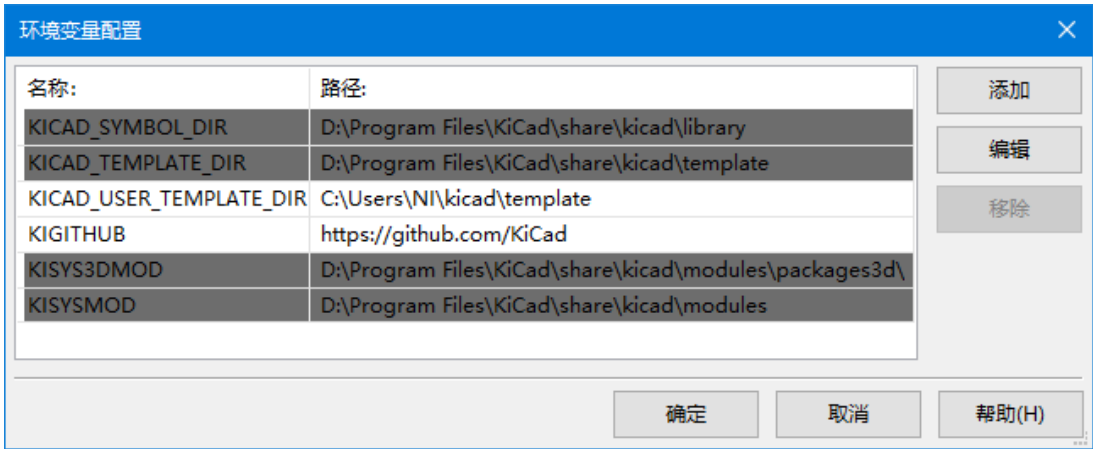 环境变量配置
名称: 路径: 添加
KICAD_SYMBOL_DIR D:\Program Files\KiCad\share\kicad\library
KICAD_TEMPLATE_DIR D:\Program Files\KiCad\share\kicad\template 编辑
KICAD_USER_TEMPLATE_DIR C:\Users\NI\kicad\template 移除
KIGITHUB https://github.com/KiCad
KISYS3DMOD D:\Program Files\KiCad\share\kicad\modules\packages3d\
KISYSMOD D:\Program Files\KiCad\share\kicad\modules
确定 取消 帮助(H)